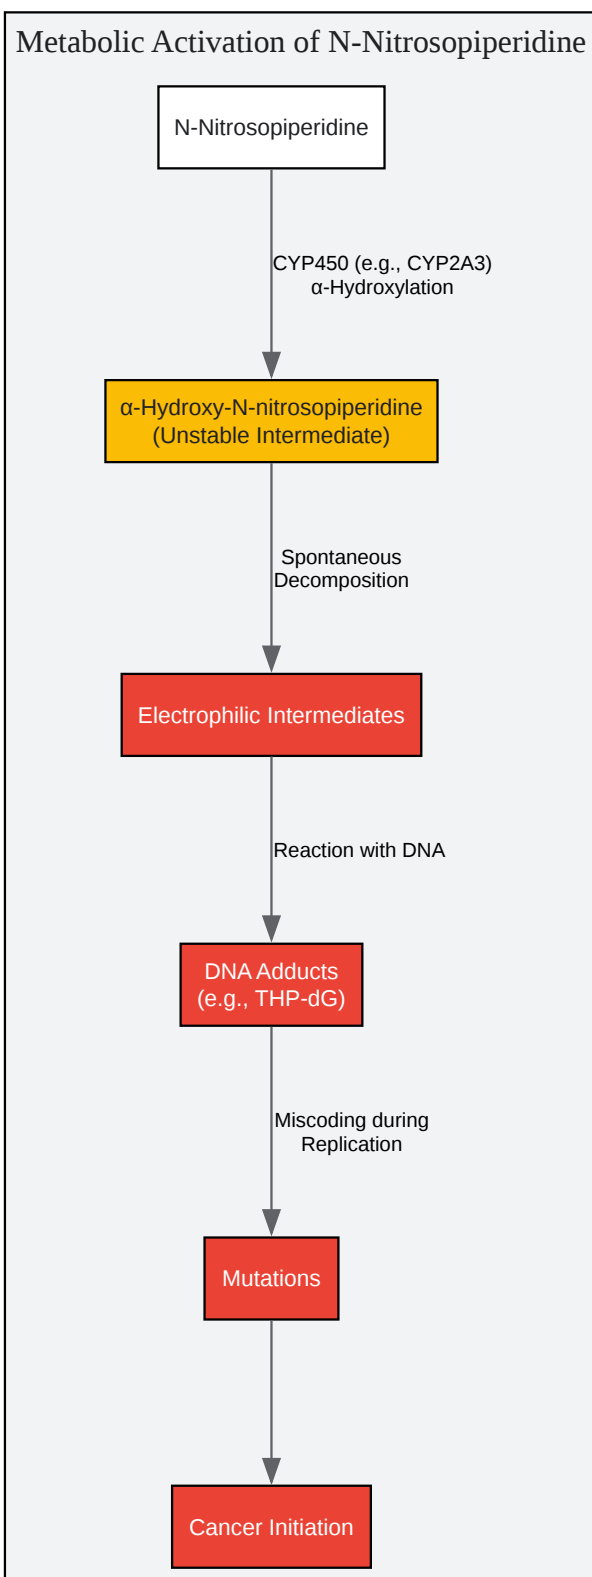 Metabolic Activation of N-Nitrosopiperidine
N-Nitrosopiperidine
CYP450 (e.g., CYP2A3)
α-Hydroxylation
α-Hydroxy-N-nitrosopiperidine
(Unstable Intermediate)
Spontaneous
Decomposition
Electrophilic Intermediates
Reaction with DNA
DNA Adducts
(e.g., THP-dG)
Miscoding during
Replication
Mutations
Cancer Initiation